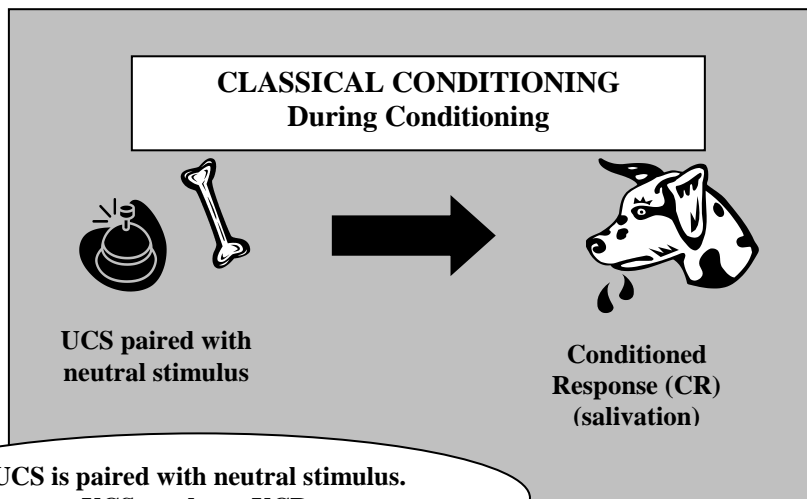 CLASSICAL CONDITIONING
During Conditioning
UCS paired with
neutral stimulus
Conditioned
Response (CR)
(salivation)
UCS is paired with neutral stimulus.
UCS